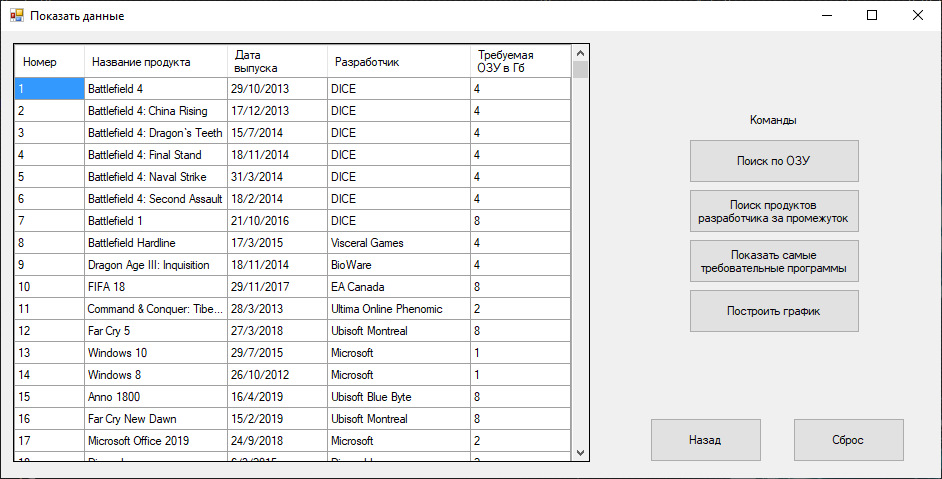 Показать данные
Номер Название продукта Дата выпуска Разработчик Требуемая ОЗУ в Гб
1 Battlefield 4 29/10/2013 DICE 4
2 Battlefield 4: China Rising 17/12/2013 DICE 4
3 Battlefield 4: Dragon`s Teeth 15/7/2014 DICE 4
4 Battlefield 4: Final Stand 18/11/2014 DICE 4
5 Battlefield 4: Naval Strike 31/3/2014 DICE 4
6 Battlefield 4: Second Assault 18/2/2014 DICE 4
7 Battlefield 1 21/10/2016 DICE 8
8 Battlefield Hardline 17/3/2015 Visceral Games 4
9 Dragon Age III: Inquisition 18/11/2014 BioWare 4
10 FIFA 18 29/11/2017 EA Canada 8
11 Command & Conquer: Tibe... 28/3/2013 Ultima Online Phenomic 2
12 Far Cry 5 27/3/2018 Ubisoft Montreal 8
13 Windows 10 29/7/2015 Microsoft 1
14 Windows 8 26/10/2012 Microsoft 1
15 Anno 1800 16/4/2019 Ubisoft Blue Byte 8
16 Far Cry New Dawn 15/2/2019 Ubisoft Montreal 8
17 Microsoft Office 2019 24/9/2018 Microsoft 2
Команды
Поиск по ОЗУ
Поиск продуктов
разработчика за промежуток
Показать самые
требовательные программы
Построить график
Назад Сброс